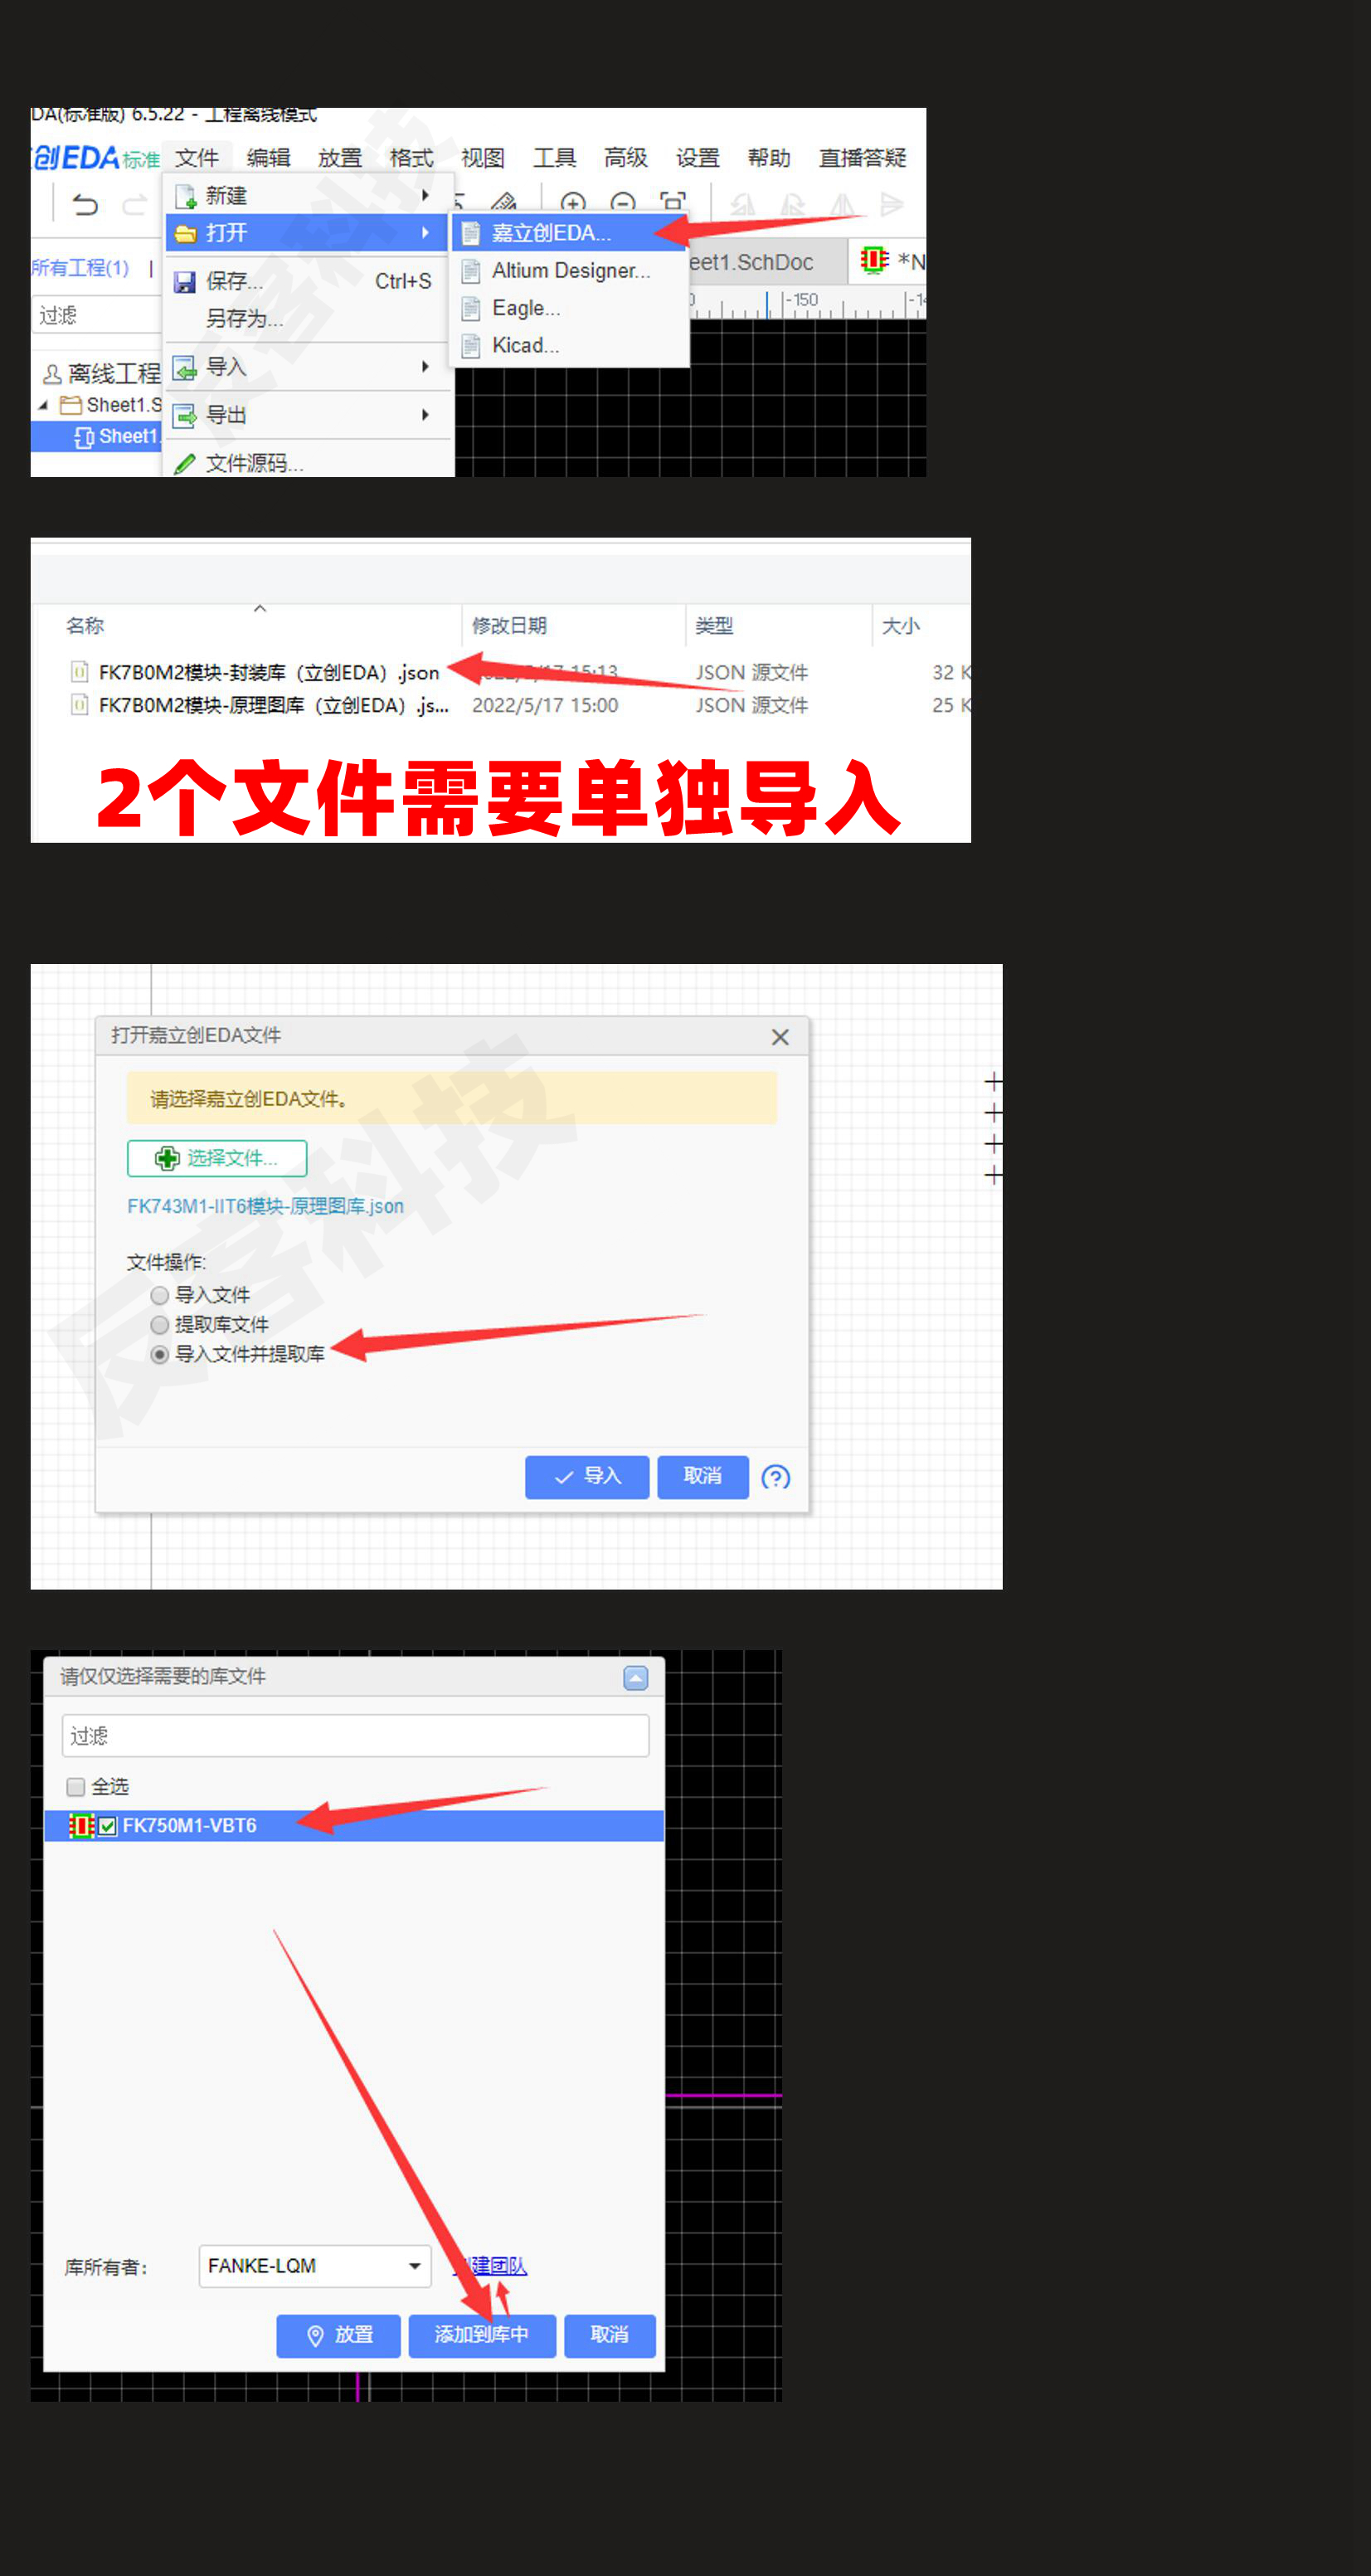 DA(标准版) 6.5.22 - 工程离线模式
创EDA 标准 文件 编辑 放置 格式 视图 工具 高级 设置 帮助 直播答疑
新建
打开
嘉立创EDA...
所有工程(1)
Altium Designer...
eet1.SchDoc
*N
保存... Ctrl+S
-150
过滤
另存为...
Eagle...
Kicad...
离线工程
导入
Sheet1.S
导出
Sheet1.
文件源码...
反客科技
名称 修改日期 类型 大小
FK7B0M2模块-封装库（立创EDA）.json 2022/5/17 15:13 JSON 源文件 32 K
FK7B0M2模块-原理图库（立创EDA）.js... 2022/5/17 15:00 JSON 源文件 25 K
2个文件需要单独导入
打开嘉立创EDA文件
请选择嘉立创EDA文件。
选择文件...
FK743M1-IIT6模块-原理图库.json
文件操作:
导入文件
提取库文件
导入文件并提取库
导入 取消
反客科技
请仅仅选择需要的库文件
过滤
全选
FK750M1-VBT6
库所有者: FANKE-LQM 建团队
放置 添加到库中 取消